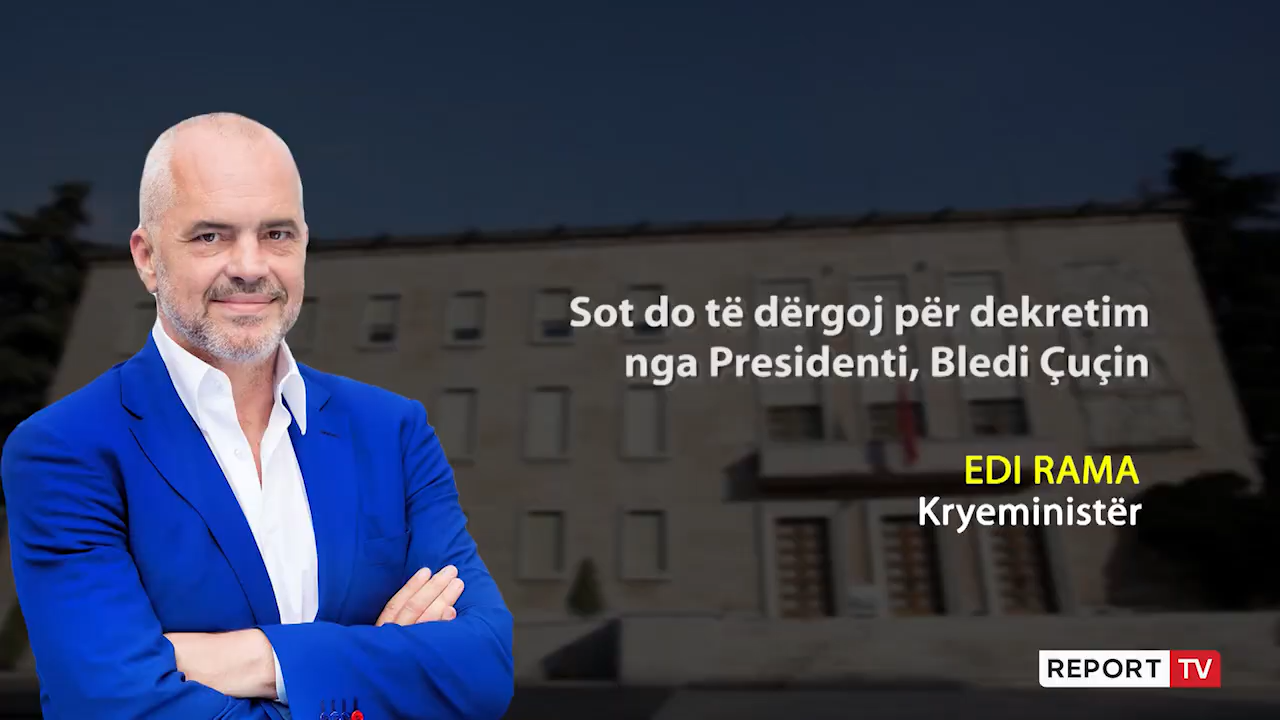 Sot do të dërgoj për dekretim
nga Presidenti, Bledi Çuçin
EDI RAMA
Kryeministër
REPORT TV